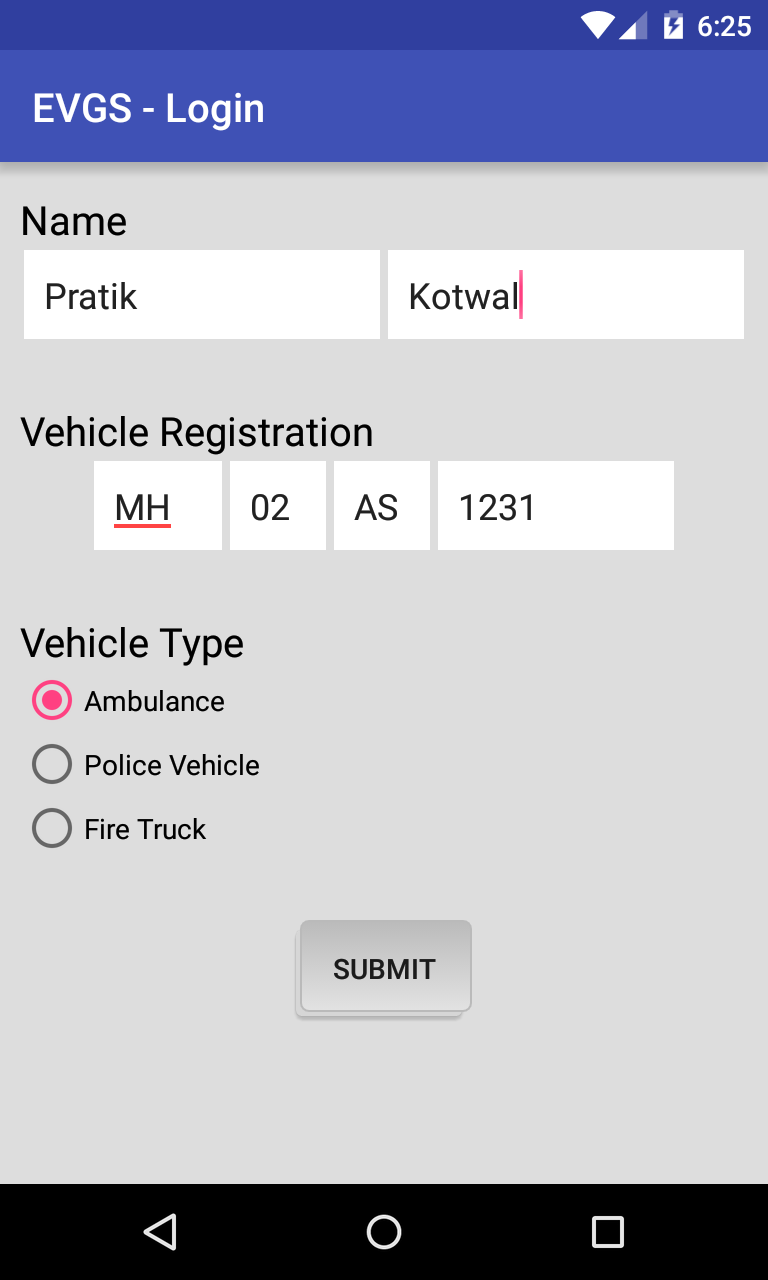 6:25
EVGS - Login
Name
Pratik Kotwal
Vehicle Registration
MH 02 AS 1231
Vehicle Type
Ambulance
Police Vehicle
Fire Truck
SUBMIT